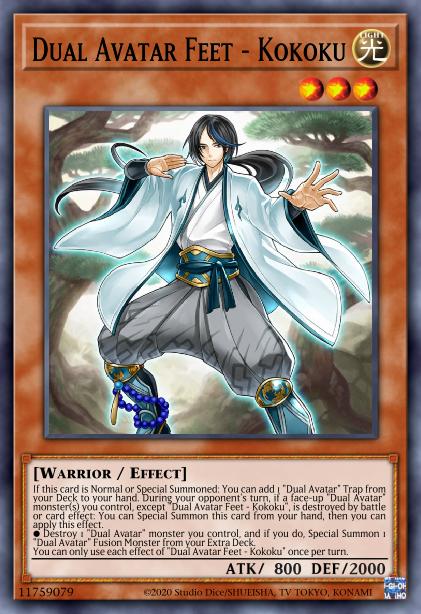 DUAL AVATAR FEET - KOKOKU
LIGHT
光
[WARRIOR / EFFECT]
If this card is Normal or Special Summoned: You can add 1 "Dual Avatar" Trap from
your Deck to your hand. During your opponent's turn, if a face-up "Dual Avatar"
monster(s) you control, except "Dual Avatar Feet - Kokoku", is destroyed by battle
or card effect: You can Special Summon this card from your hand, then you can
apply this effect.
● Destroy 1 "Dual Avatar" monster you control, and if you do, Special Summon 1
"Dual Avatar" Fusion Monster from your Extra Deck.
You can only use each effect of "Dual Avatar Feet - Kokoku" once per turn.
ATK/ 800 DEF/2000
11759079 ©2020 Studio Dice/SHUEISHA, TV TOKYO, KONAMI